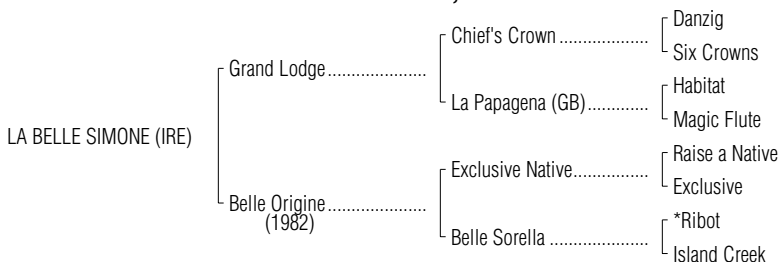 Danzig
Chief's Crown ....................
Six Crowns
Grand Lodge......................
Habitat
La Papagena (GB)..............
Magic Flute
LA BELLE SIMONE (IRE)
Raise a Native
Exclusive Native.................
Exclusive
Belle Origine......................
(1982)
*Ribot
Belle Sorella ......................
Island Creek